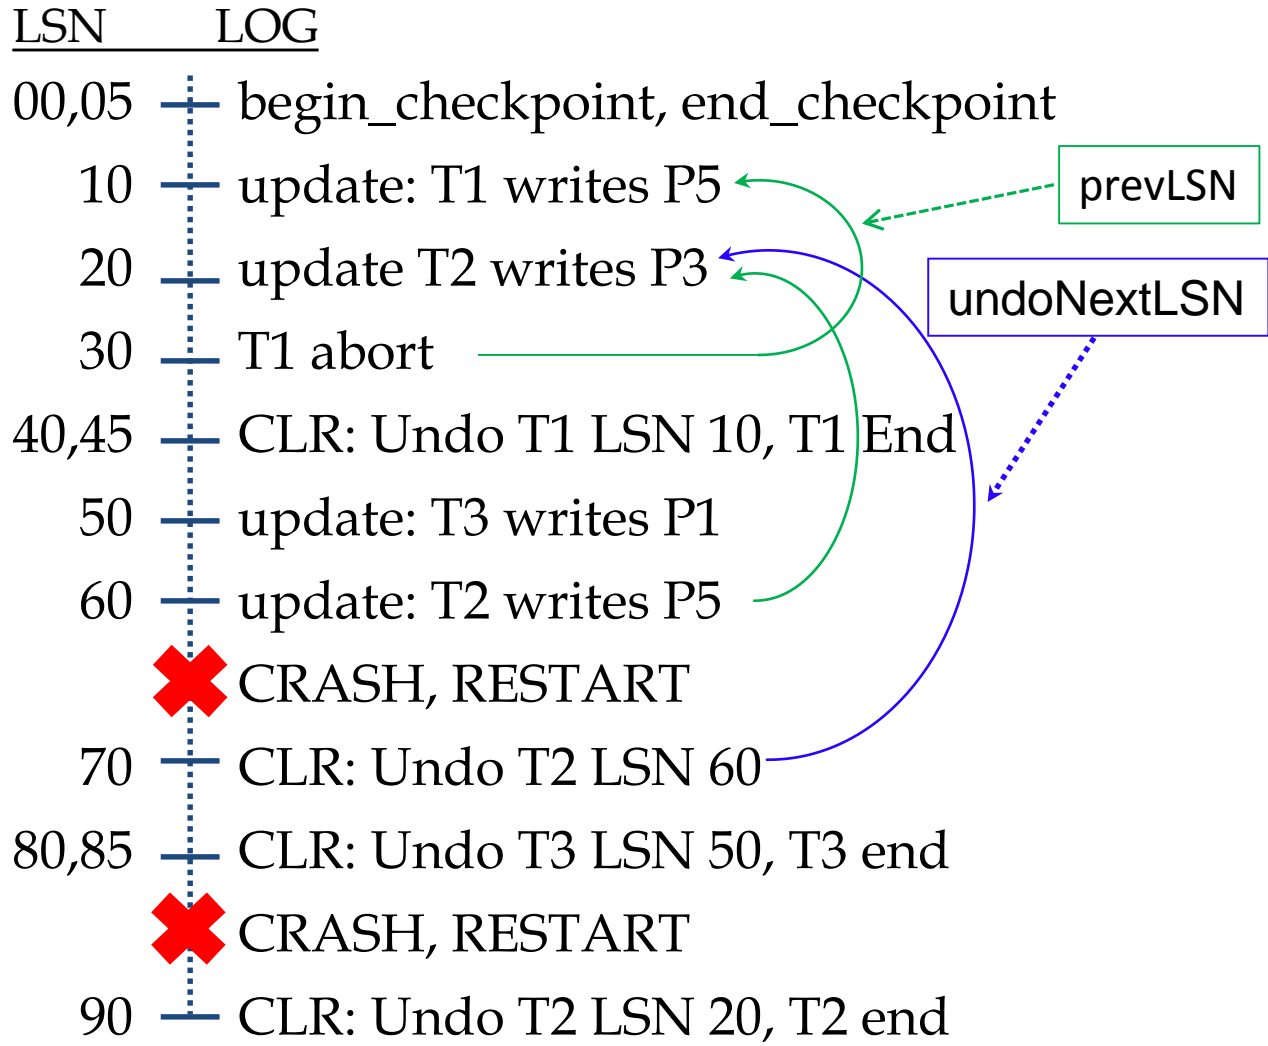 LSN LOG
00,05 begin_checkpoint, end_checkpoint
10 update: T1 writes P5
prevLSN
20 update T2 writes P3
undoNextLSN
30 T1 abort
40,45 CLR: Undo T1 LSN 10, T1 End
50 update: T3 writes P1
60 update: T2 writes P5
CRASH, RESTART
70 CLR: Undo T2 LSN 60
80,85 CLR: Undo T3 LSN 50, T3 end
CRASH, RESTART
90 CLR: Undo T2 LSN 20, T2 end